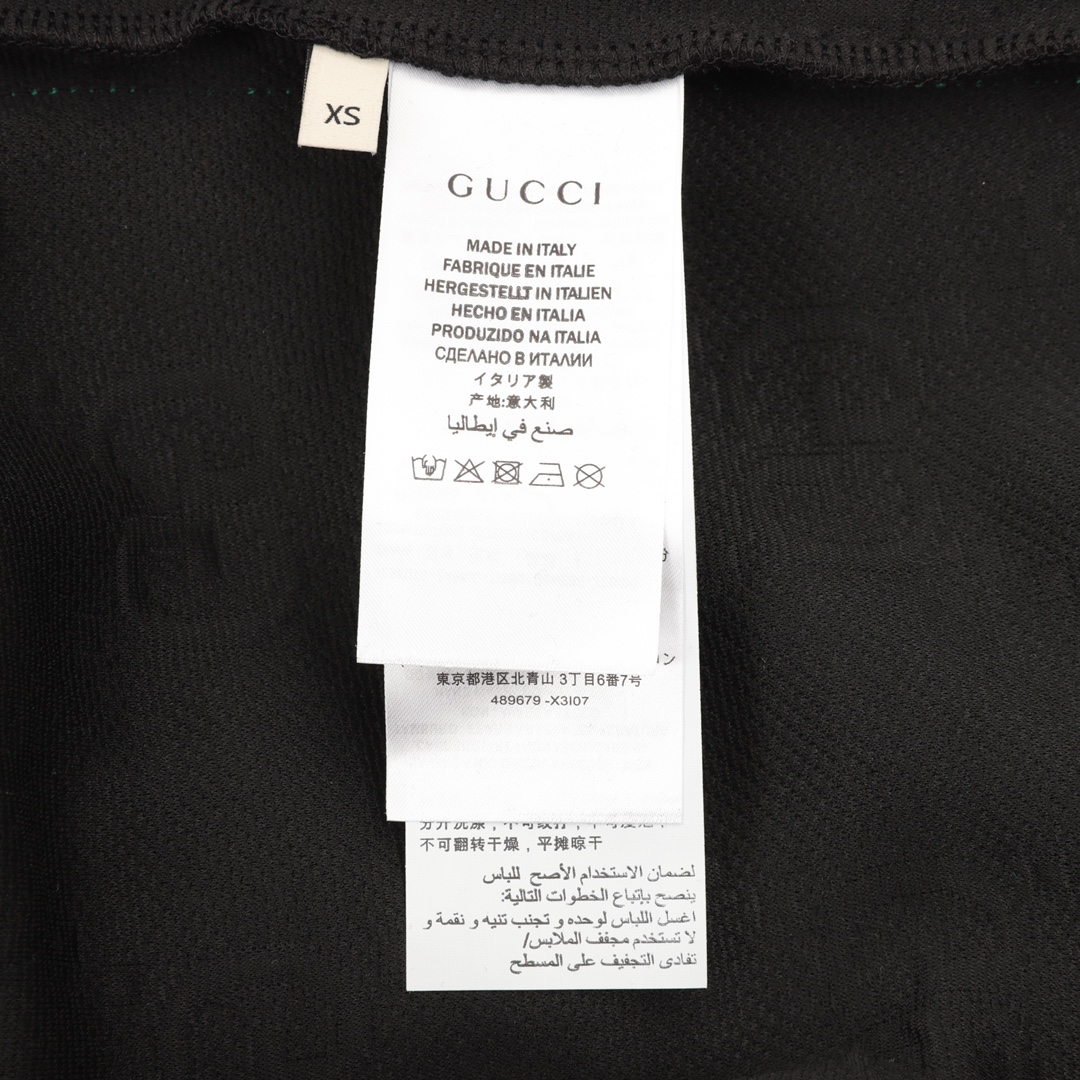 XS
GUCCI
MADE IN ITALY
FABRIQUE EN ITALIE
HERGESTELLT IN ITALIEN
HECHO EN ITALIA
PRODUZIDO NA ITALIA
СДЕЛАНО В ИТАЛИИ
イタリア製
产地:意大利
صنع في إيطاليا
ン
東京都港区北青山 3丁目6番7号
489679 -X3I07
不可翻转干燥，平摊晾干
لضمان الاستخدام الأصح للباس
ينصح بإتباع الخطوات التالية:
اغسل اللباس لوحده و تجنب تنيه و نقمة و
لا تستخدم مجفف الملابس/
تفادى التجفيف على المسطح